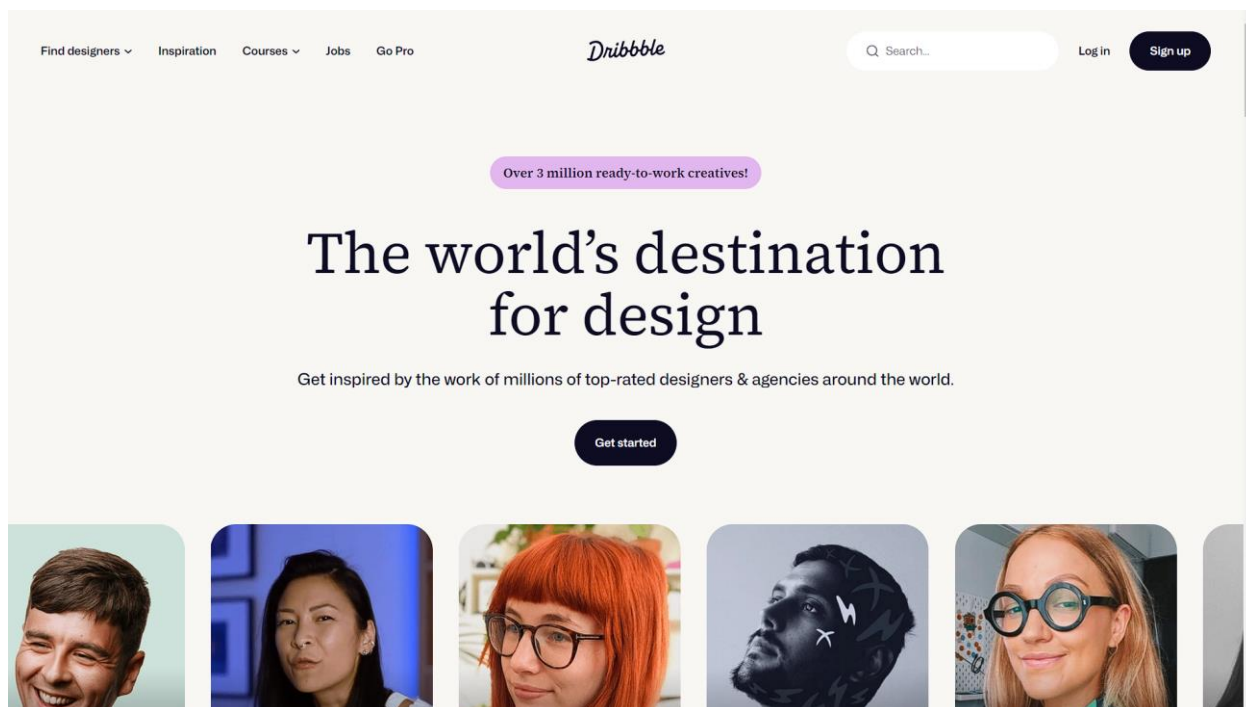 Find designers
Inspiration
Courses
Jobs
Go Pro
Dribbble
Search...
Log in
Sign up
Over 3 million ready-to-work creatives!
The world’s destination
for design
Get inspired by the work of millions of top-rated designers & agencies around the world.
Get started